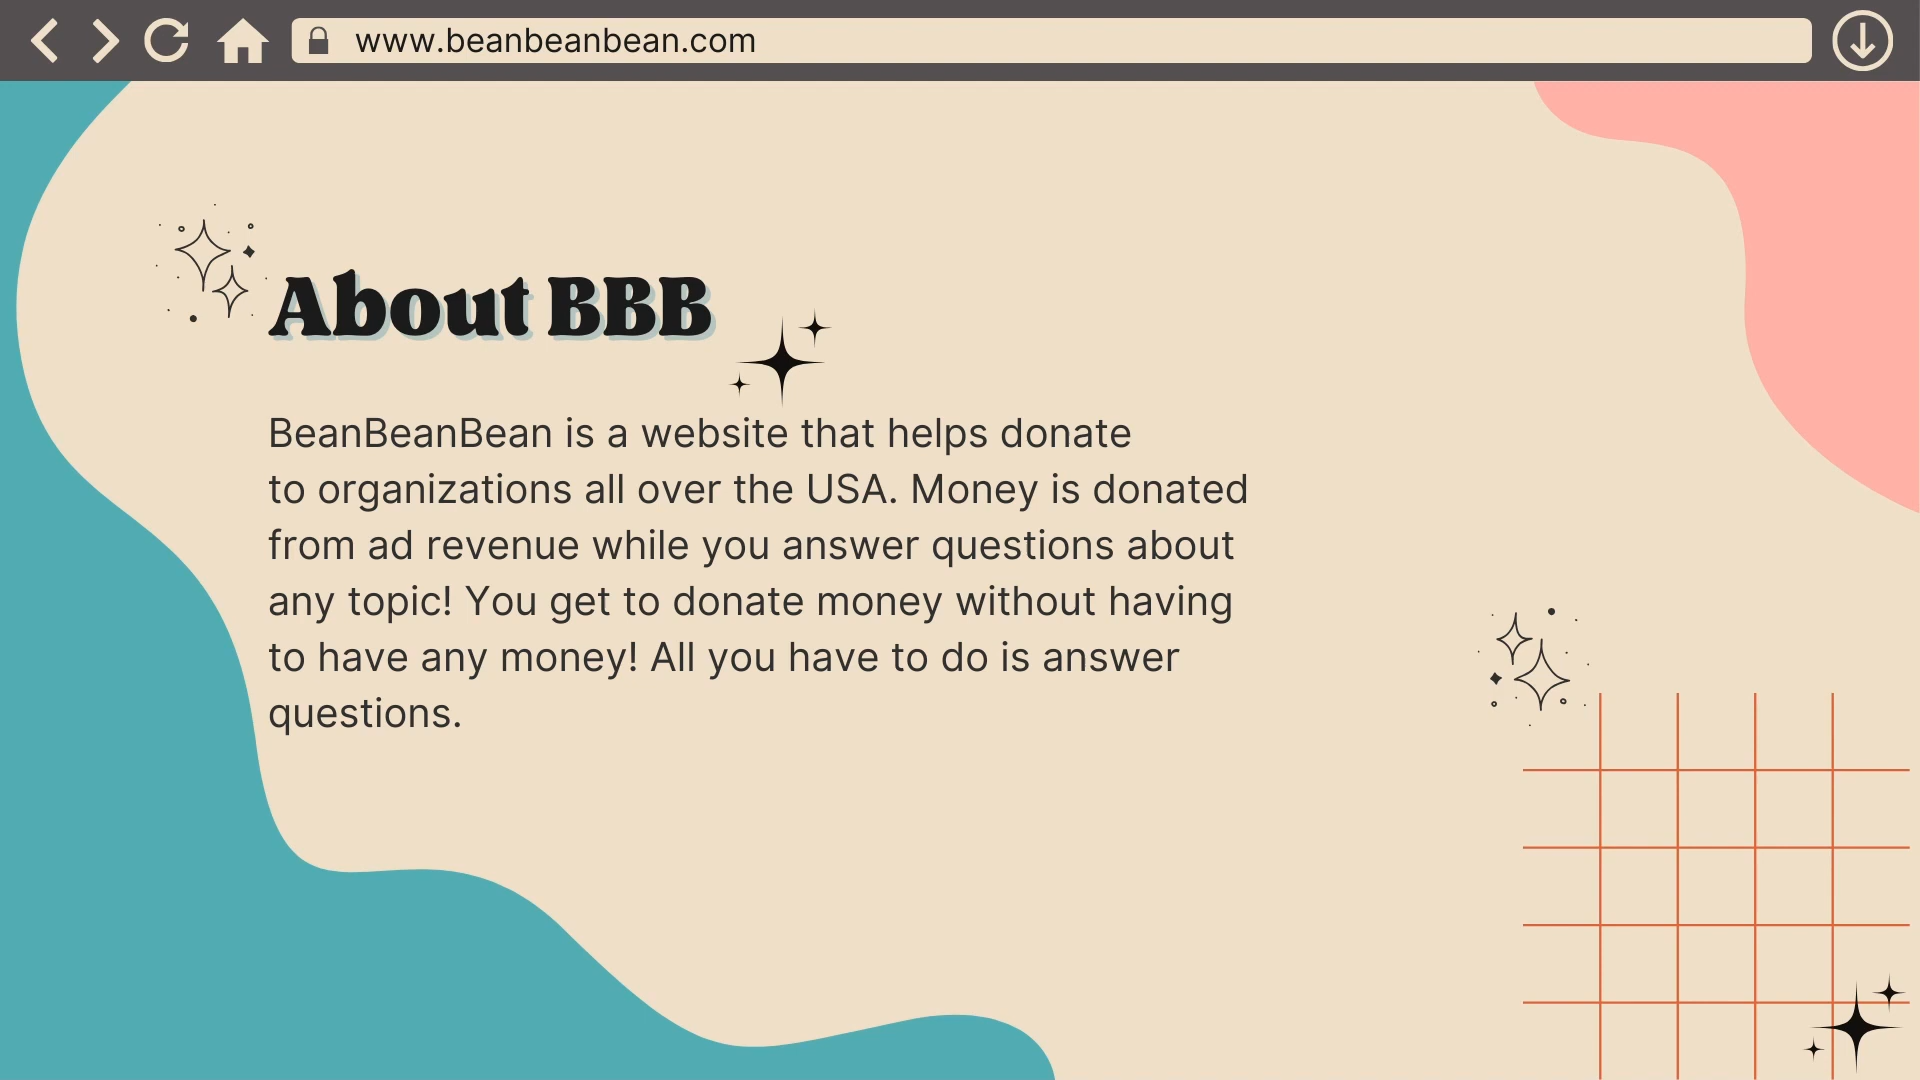 www.beanbeanbean.com
About BBB
BeanBeanBean is a website that helps donate
to organizations all over the USA. Money is donated
from ad revenue while you answer questions about
any topic! You get to donate money without having
to have any money! All you have to do is answer
questions.